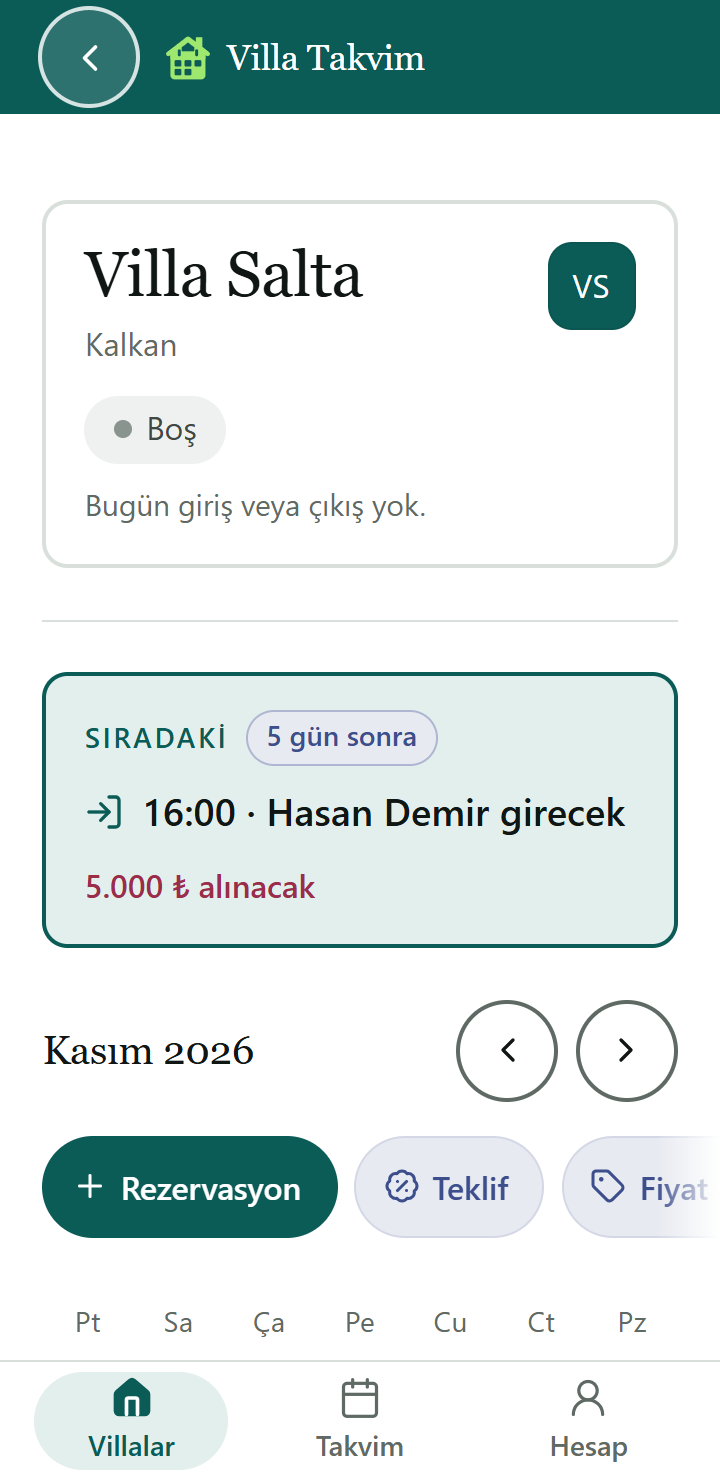 Villa Takvim
Villa Salta
VS
Kalkan
Boş
Bugün giriş veya çıkış yok.
SIRADAKİ 5 gün sonra
16:00 · Hasan Demir girecek
5.000 ₺ alınacak
Kasım 2026
Rezervasyon Teklif Fiyat
Pt Sa Ça Pe Cu Ct Pz
Villalar Takvim Hesap